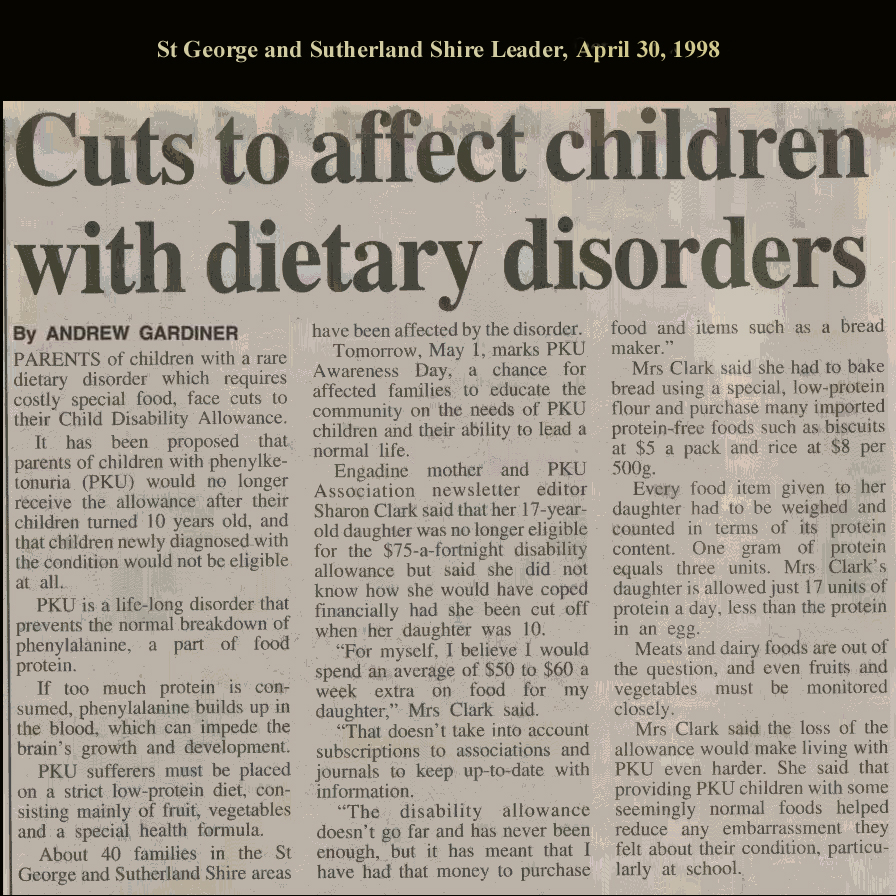 St George and Sutherland Shire Leader, April 30, 1998
Cuts to affect children
with dietary disorders
By ANDREW GARDINER
PARENTS of children with a rare
dietary disorder which requires
costly special food, face cuts to
their Child Disability Allowance.
It has been proposed that
parents of children with phenylke-
tonuria (PKU) would no longer
receive the allowance after their
children turned 10 years old, and
that children newly diagnosed with
the condition would not be eligible
at all.
PKU is a life-long disorder that
prevents the normal breakdown of
phenylalanine, a part of food
protein.
If too much protein is con-
sumed, phenylalanine builds up in
the blood, which can impede the
brain's growth and development.
PKU sufferers must be placed
on a strict low-protein diet, con-
sisting mainly of fruit, vegetables
and a special health formula.
About 40 families in the St
George and Sutherland Shire areas
have been affected by the disorder.
Tomorrow, May 1, marks PKU
Awareness Day, a chance for
affected families to educate the
community on the needs of PKU
children and their ability to lead a
normal life.
Engadine mother and PKU
Association newsletter editor
Sharon Clark said that her 17-year-
old daughter was no longer eligible
for the $75-a-fortnight disability
allowance but said she did not
know how she would have coped
financially had she been cut off
when her daughter was 10.
"For myself, I believe I would
spend an average of $50 to $60 a
week extra on food for my
daughter," Mrs Clark said.
"That doesn't take into account
subscriptions to associations and
journals to keep up-to-date with
information.
"The disability allowance
doesn't go far and has never been
enough, but it has meant that I
have had that money to purchase
food and items such as a bread
maker."
Mrs Clark said she had to bake
bread using a special, low-protein
flour and purchase many imported
protein-free foods such as biscuits
at $5 a pack and rice at $8 per
500g.
Every food item given to her
daughter had to be weighed and
counted in terms of its protein
content. One gram of protein
equals three units. Mrs Clark's
daughter is allowed just 17 units of
protein a day, less than the protein
in an egg.
Meats and dairy foods are out of
the question, and even fruits and
vegetables must be monitored
closely.
Mrs Clark said the loss of the
allowance would make living with
PKU even harder. She said that
providing PKU children with some
seemingly normal foods helped
reduce any embarrassment they
felt about their condition, particu-
larly at school.